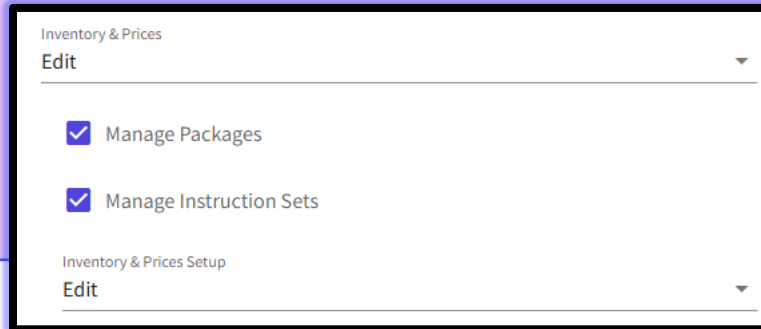 Inventory & Prices
Edit
Manage Packages
Manage Instruction Sets
Inventory & Prices Setup
Edit